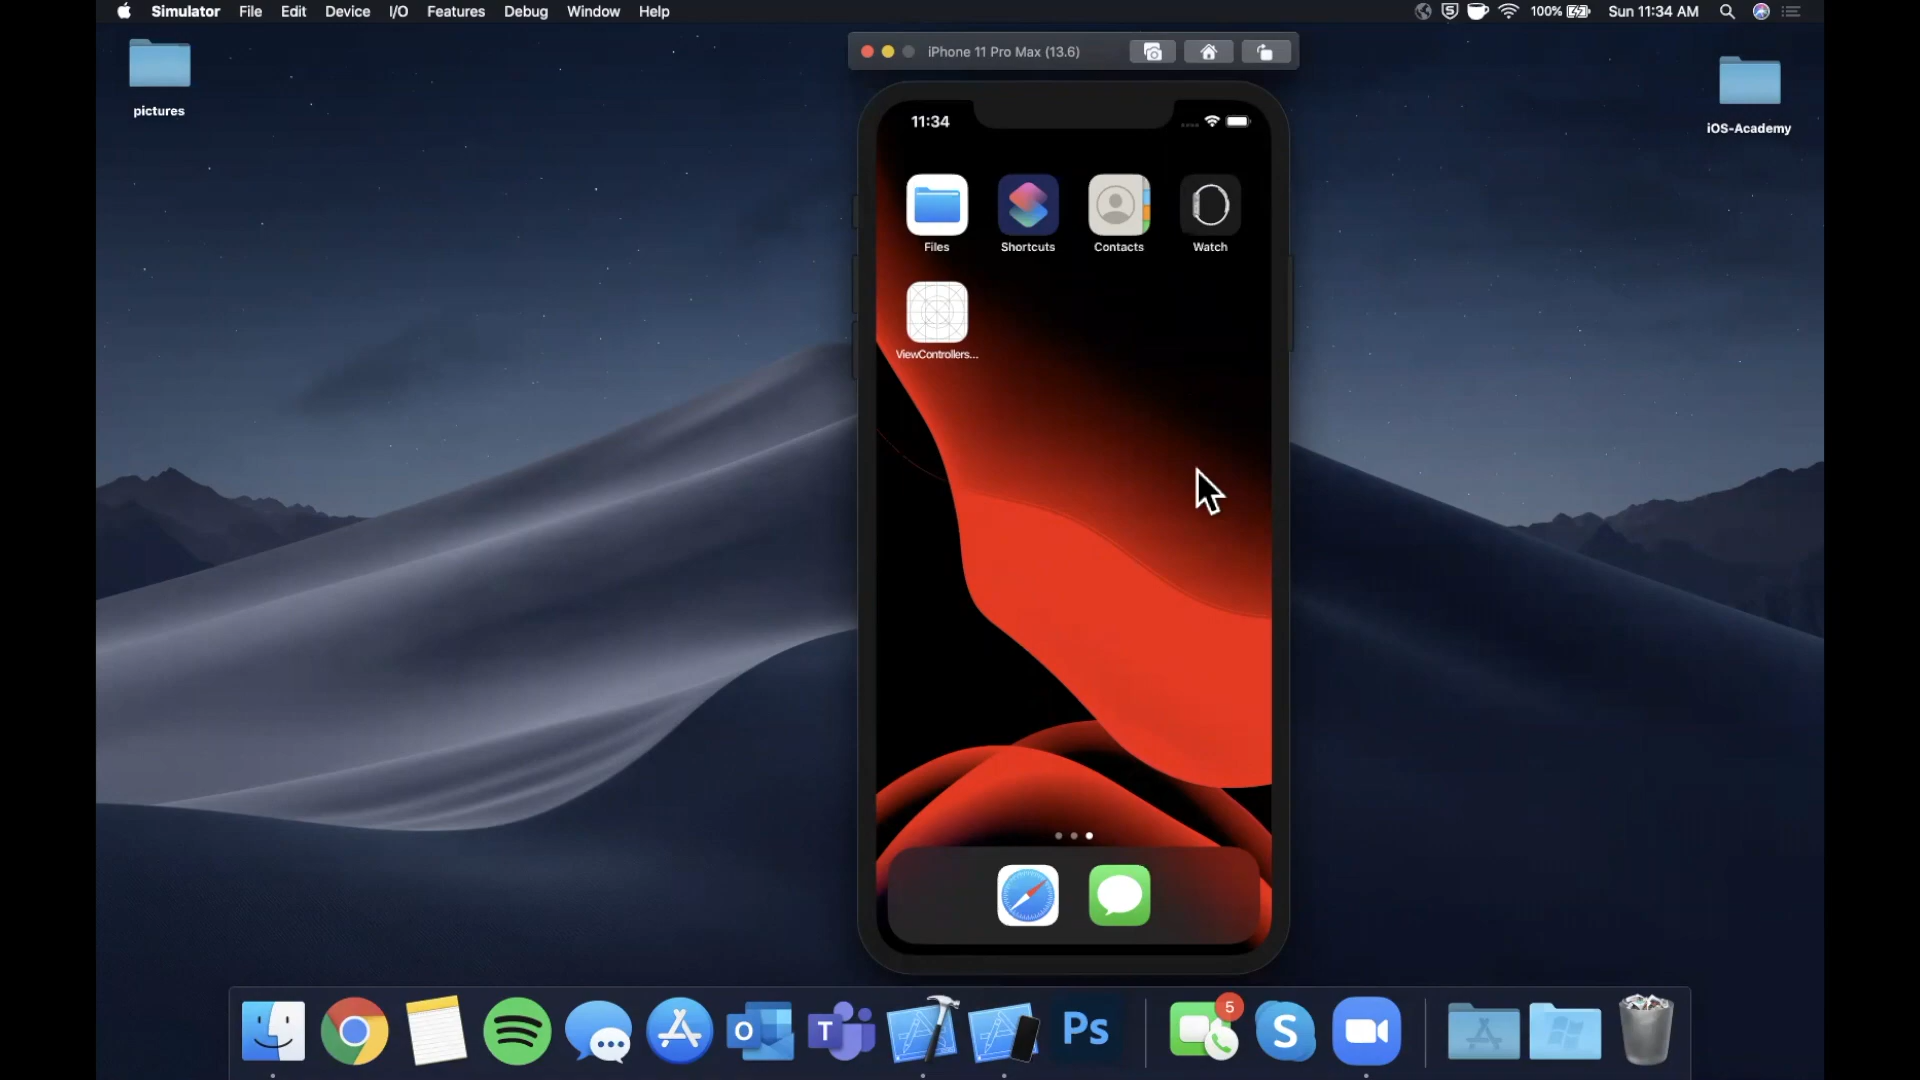 Simulator File Edit Device I/O Features Debug Window Help
S 100% Sun 11:34 AM
pictures
iPhone 11 Pro Max (13.6)
iOS-Academy
11:34
Files Shortcuts Contacts Watch
ViewControllers...
O T Ps 5 S